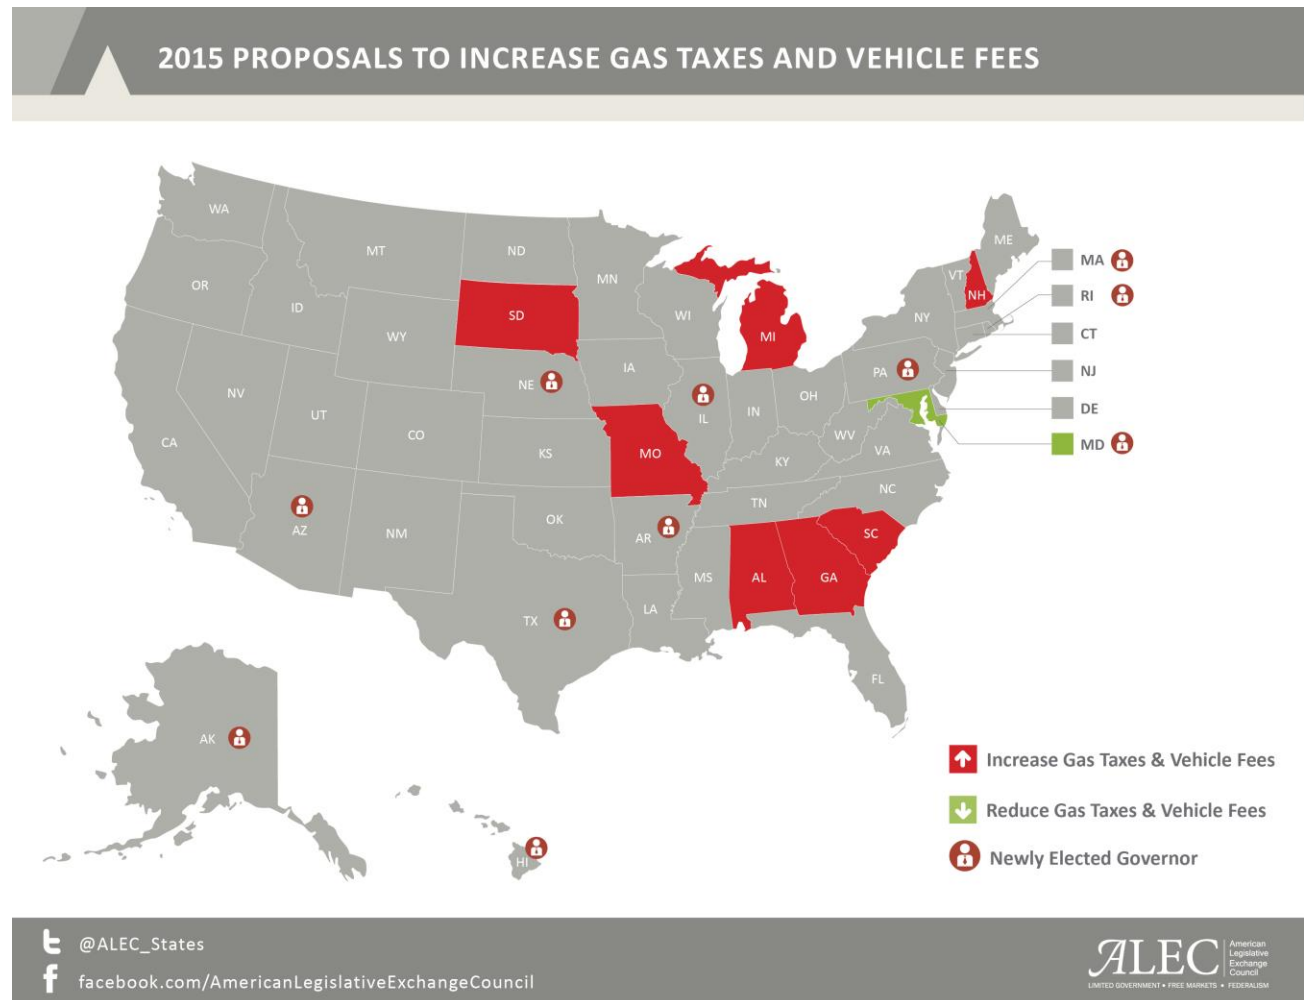 2015 PROPOSALS TO INCREASE GAS TAXES AND VEHICLE FEES
WA
MT
ND
MN
ME
VT
NH
MA
OR
ID
SD
WI
MI
NY
RI
WY
CT
IA
NE
PA
NJ
NV
UT
CO
IL
IN
OH
DE
CA
KS
MO
KY
WV
VA
MD
AZ
NM
OK
AR
TN
NC
SC
MS
AL
GA
TX
LA
FL
AK
HI
Increase Gas Taxes & Vehicle Fees
Reduce Gas Taxes & Vehicle Fees
Newly Elected Governor
@ALEC_States
facebook.com/AmericanLegislativeExchangeCouncil
ALEC
American
Legislative
Exchange
Council
LIMITED GOVERNMENT • FREE MARKETS • FEDERALISM